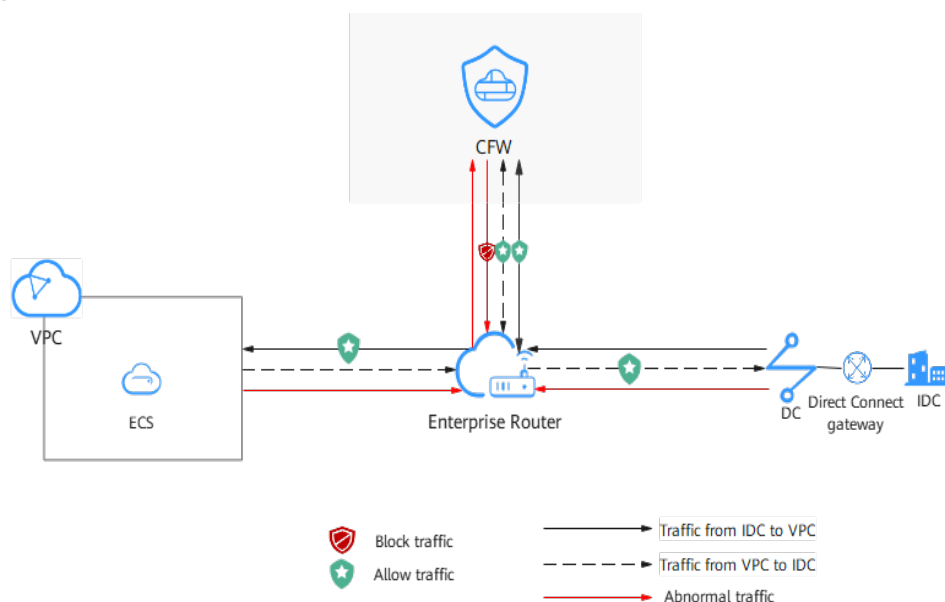 CFW
VPC
ECS
Enterprise Router
DC
Direct Connect
gateway
IDC
Block traffic
Allow traffic
Traffic from IDC to VPC
Traffic from VPC to IDC
Abnormal traffic